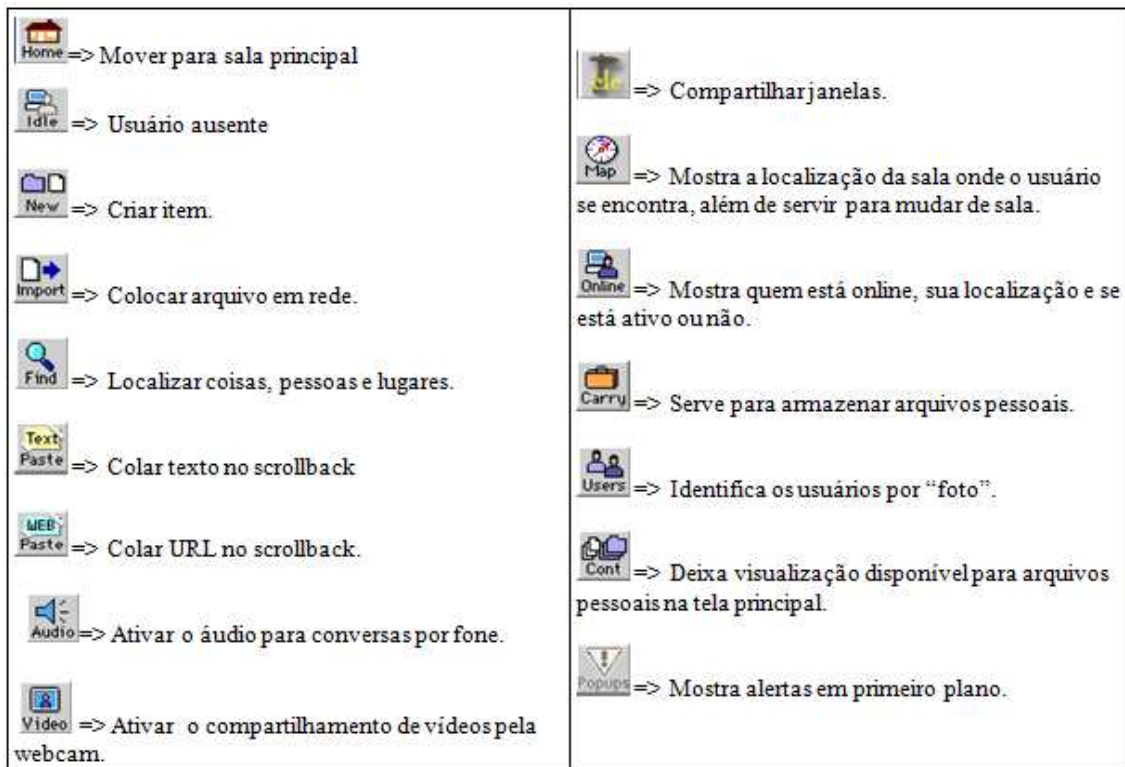 Home => Mover para sala principal
Idle => Usuário ausente
New => Criar item.
Import => Colocar arquivo em rede.
Find => Localizar coisas, pessoas e lugares.
Text
Paste => Colar texto no scrollback
WEB
Paste => Colar URL no scrollback.
Audio => Ativar o áudio para conversas por fone.
Video => Ativar o compartilhamento de vídeos pela
webcam.
Tcle => Compartilhar janelas.
Map => Mostra a localização da sala onde o usuário
se encontra, além de servir para mudar de sala.
Online => Mostra quem está online, sua localização e se
está ativo ou não.
Carry => Serve para armazenar arquivos pessoais.
Users => Identifica os usuários por “foto”.
Cont => Deixa visualização disponível para arquivos
pessoais na tela principal.
Popups => Mostra alertas em primeiro plano.